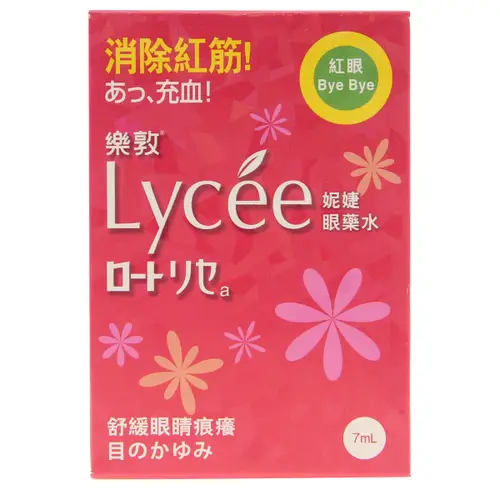 消除紅筋!
あっ、充血!
紅眼
Bye Bye
樂敦®
Lycée
妮婕
眼藥水
ロートリセa
舒緩眼睛痕癢
目のかゆみ
7mL